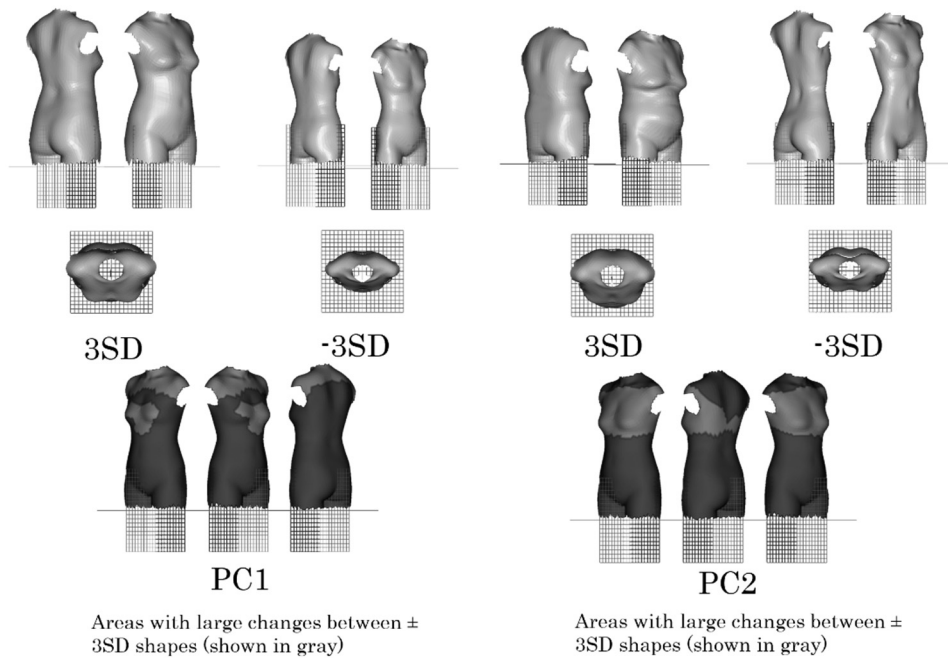 3SD
-3SD
3SD
-3SD
PC1
PC2
Areas with large changes between ±
3SD shapes (shown in gray)
Areas with large changes between ±
3SD shapes (shown in gray)